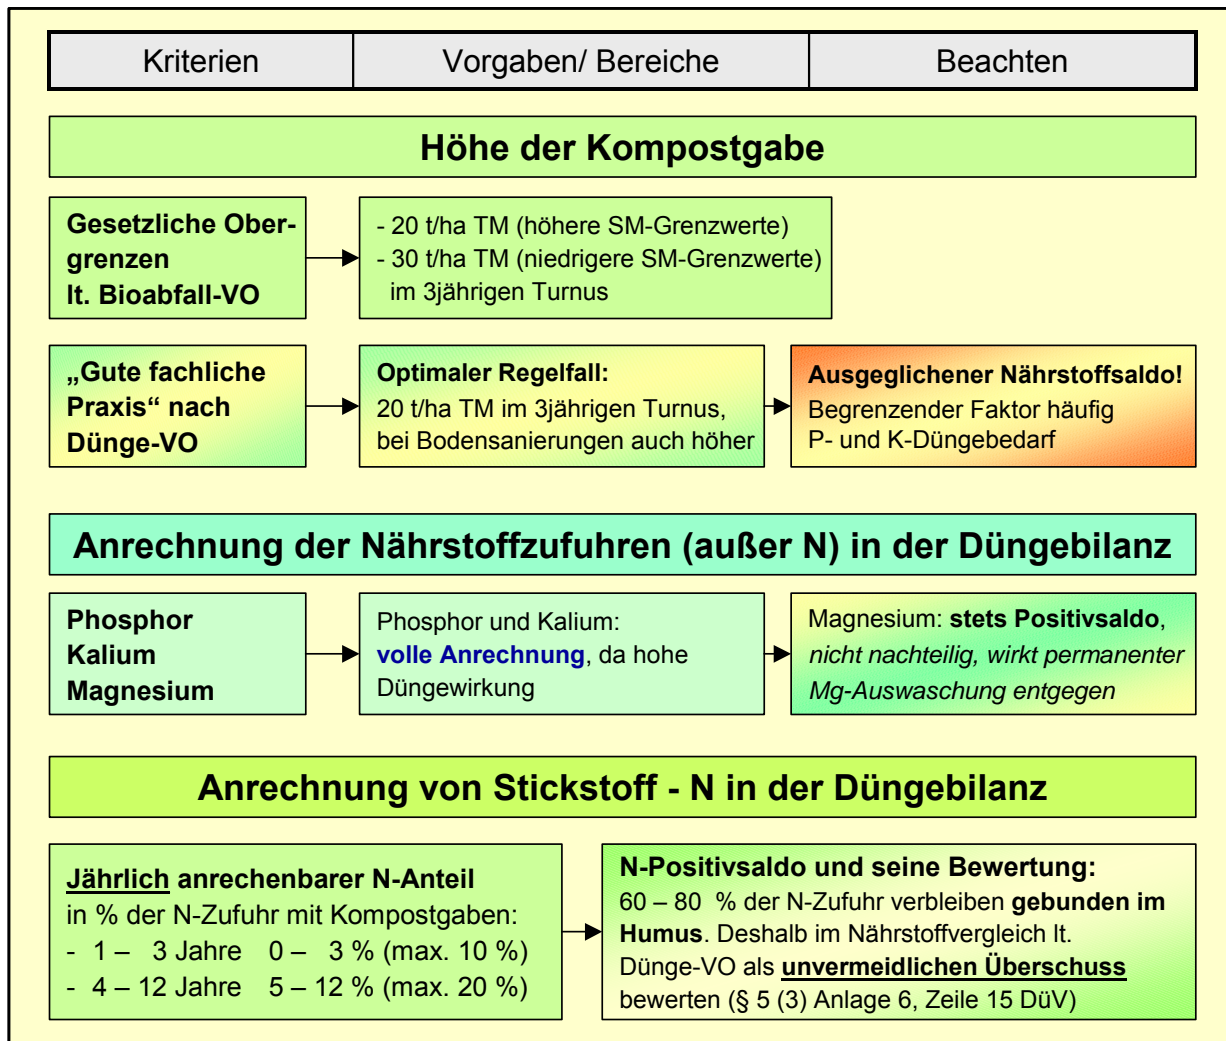 Kriterien
Vorgaben/ Bereiche
Beachten
Höhe der Kompostgabe
Gesetzliche Ober-
grenzen
lt. Bioabfall-VO
- 20 t/ha TM (höhere SM-Grenzwerte)
- 30 t/ha TM (niedrigere SM-Grenzwerte)
im 3jährigen Turnus
„Gute fachliche
Praxis“ nach
Dünge-VO
Optimaler Regelfall:
20 t/ha TM im 3jährigen Turnus,
bei Bodensanierungen auch höher
Ausgeglichener Nährstoffsaldo!
Begrenzender Faktor häufig
P- und K-Düngebedarf
Anrechnung der Nährstoffzufuhren (außer N) in der Düngebilanz
Phosphor
Kalium
Magnesium
Phosphor und Kalium:
volle Anrechnung, da hohe
Düngewirkung
Magnesium: stets Positivsaldo,
nicht nachteilig, wirkt permanenter
Mg-Auswaschung entgegen
Anrechnung von Stickstoff - N in der Düngebilanz
Jährlich anrechenbarer N-Anteil
in % der N-Zufuhr mit Kompostgaben:
- 1 – 3 Jahre 0 – 3 % (max. 10 %)
- 4 – 12 Jahre 5 – 12 % (max. 20 %)
N-Positivsaldo und seine Bewertung:
60 – 80 % der N-Zufuhr verbleiben gebunden im
Humus. Deshalb im Nährstoffvergleich lt.
Dünge-VO als unvermeidlichen Überschuss
bewerten (§ 5 (3) Anlage 6, Zeile 15 DüV)